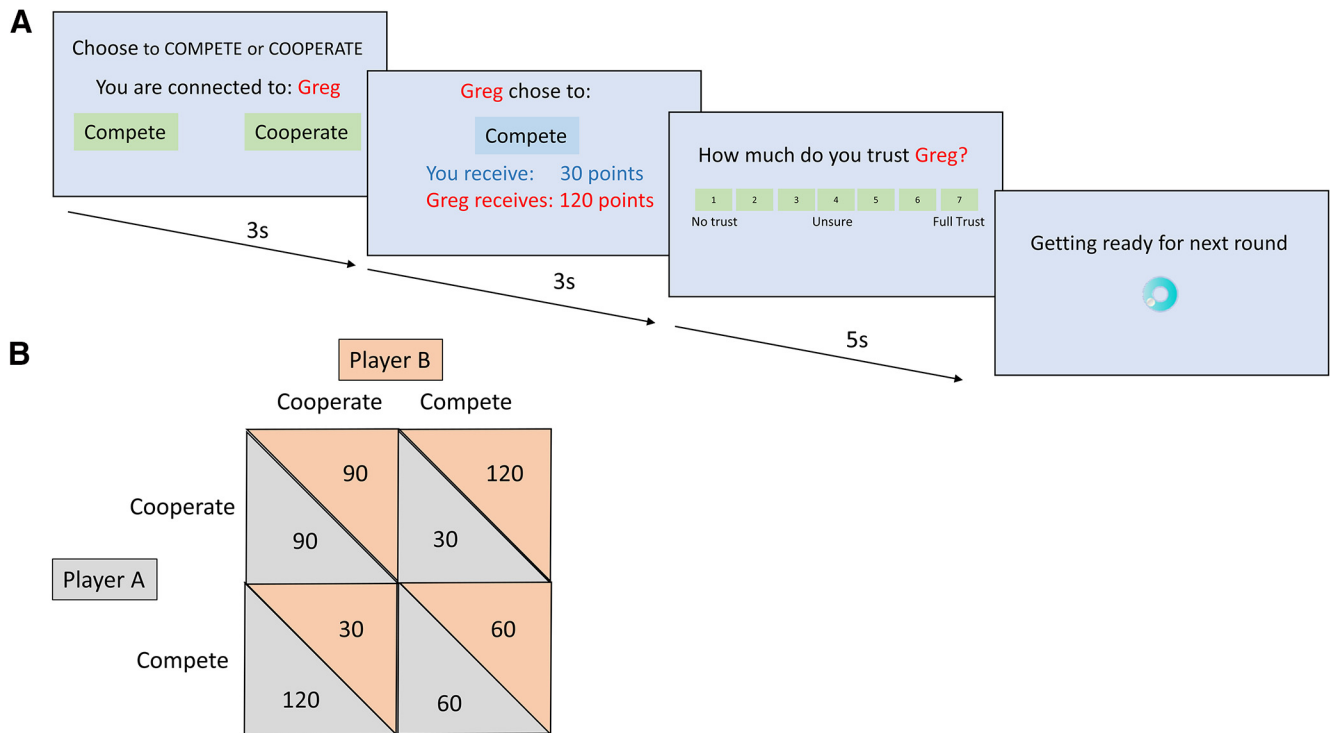 A
Choose to COMPETE or COOPERATE
You are connected to: Greg
Compete
Cooperate
Greg chose to:
Compete
You receive: 30 points
Greg receives: 120 points
How much do you trust Greg?
1 2 3 4 5 6 7
No trust Unsure Full Trust
Getting ready for next round
3s
3s
5s
B
Player B
Cooperate Compete
90 120
Cooperate
90 30
Player A
30 60
Compete
120 60